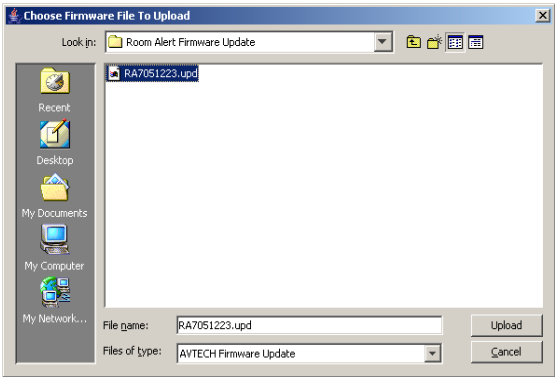 Choose Firmware File To Upload
Look in: Room Alert Firmware Update
RA7051223.upd
Recent
Desktop
My Documents
My Computer
My Network...
File name: RA7051223.upd Upload
Files of type: AVTECH Firmware Update Cancel